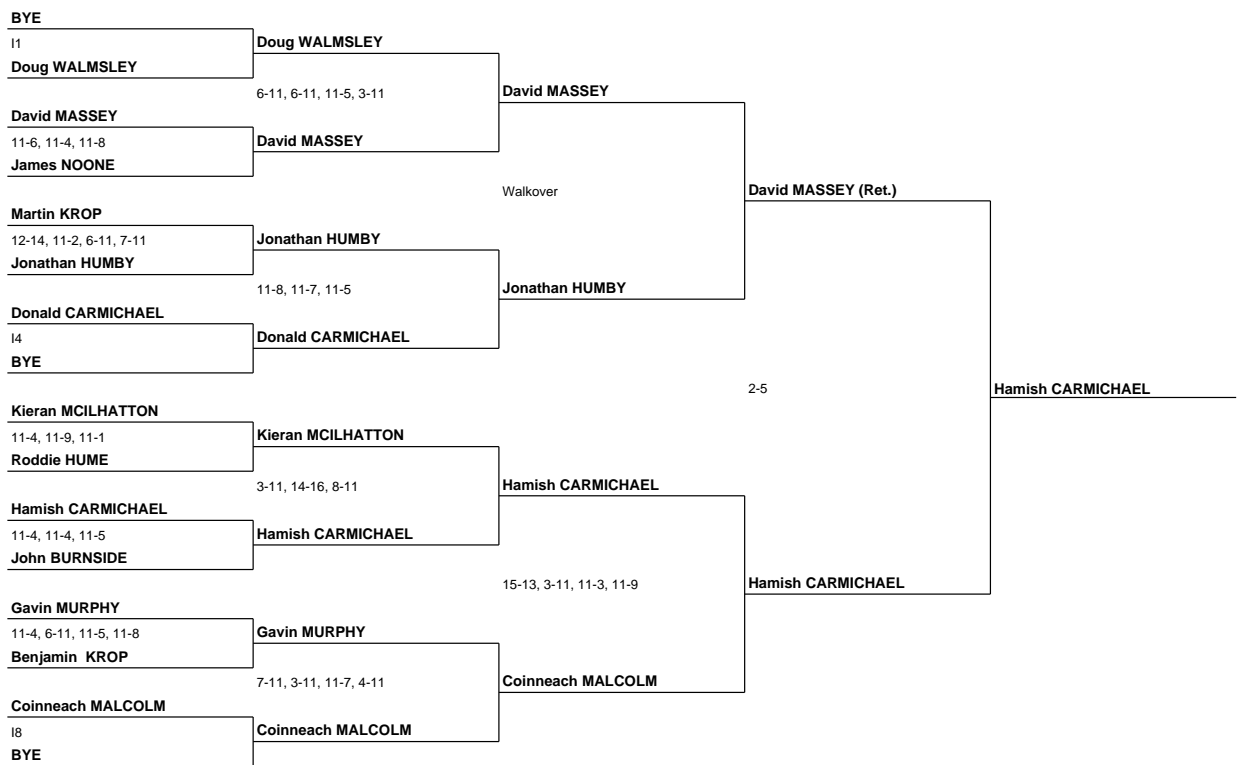 BYE
I1
Doug WALMSLEY
Doug WALMSLEY
6-11, 6-11, 11-5, 3-11
David MASSEY
David MASSEY
11-6, 11-4, 11-8
David MASSEY
James NOONE
Walkover
David MASSEY (Ret.)
Martin KROP
12-14, 11-2, 6-11, 7-11
Jonathan HUMBY
Jonathan HUMBY
11-8, 11-7, 11-5
Jonathan HUMBY
Donald CARMICHAEL
I4
Donald CARMICHAEL
BYE
2-5
Hamish CARMICHAEL
Kieran MCILHATTON
11-4, 11-9, 11-1
Kieran MCILHATTON
Roddie HUME
3-11, 14-16, 8-11
Hamish CARMICHAEL
Hamish CARMICHAEL
11-4, 11-4, 11-5
Hamish CARMICHAEL
John BURNSIDE
15-13, 3-11, 11-3, 11-9
Hamish CARMICHAEL
Gavin MURPHY
11-4, 6-11, 11-5, 11-8
Gavin MURPHY
Benjamin KROP
7-11, 3-11, 11-7, 4-11
Coinneach MALCOLM
Coinneach MALCOLM
I8
Coinneach MALCOLM
BYE